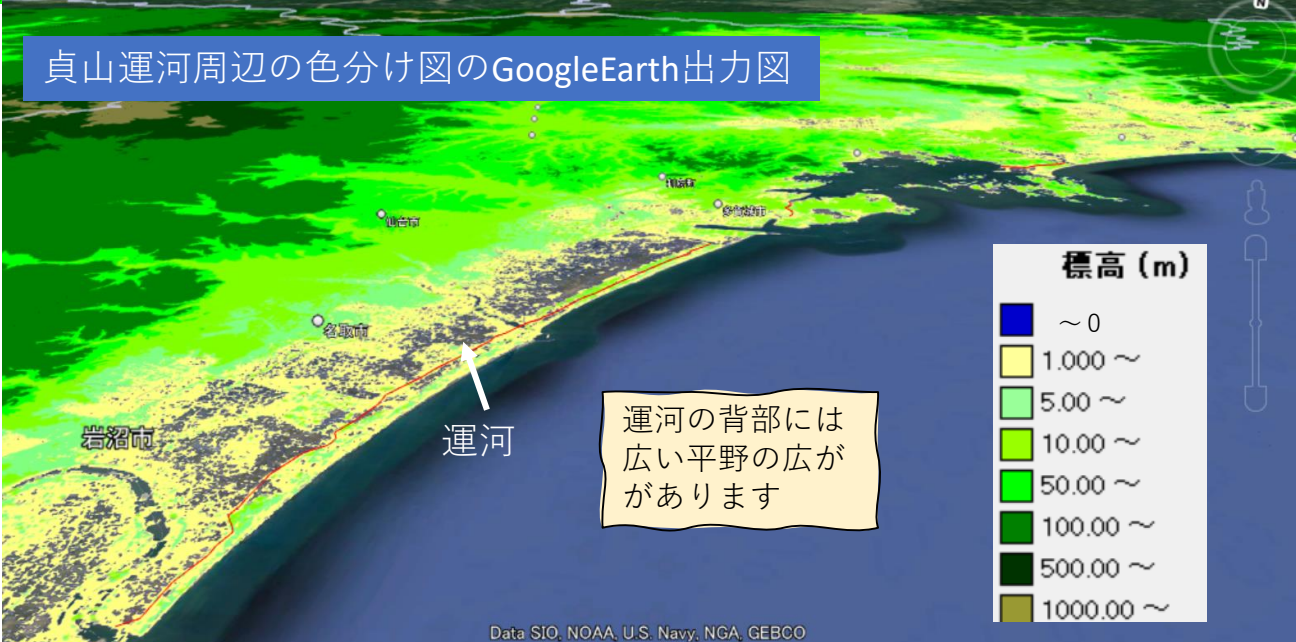 N
貞山運河周辺の色分け図のGoogleEarth出力図
仙台市
多賀城市
名取市
岩沼市
運河
運河の背部には
広い平野の広が
があります
標高（m）
～0
1.000 ～
5.00 ～
10.00 ～
50.00 ～
100.00 ～
500.00 ～
1000.00 ～
Data SIO, NOAA, U.S. Navy, NGA, GEBCO